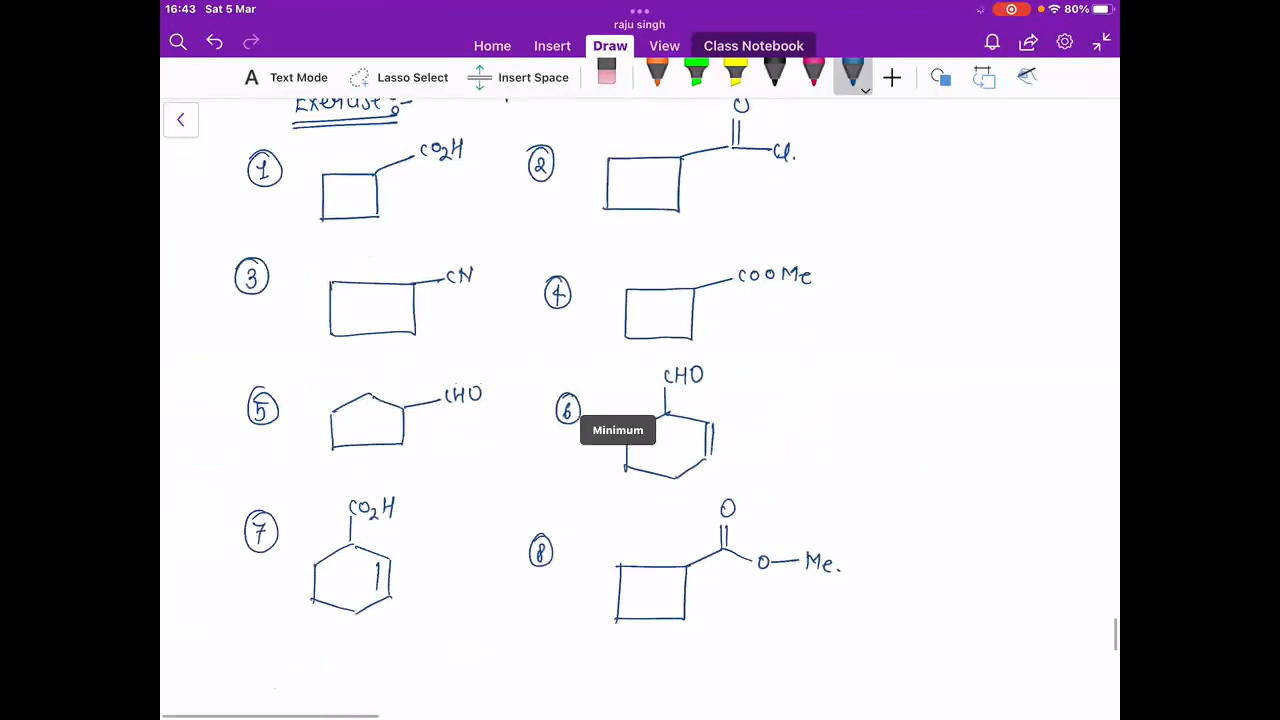 16:43 Sat 5 Mar
80%
raju singh
Home Insert Draw View Class Notebook
A Text Mode Lasso Select Insert Space
Exercise :-
① CO2H ② O
Cl.
③ CN ④ COOMe
⑤ CHO ⑥ CHO
Minimum
⑦ CO2H ⑧ O
O Me.